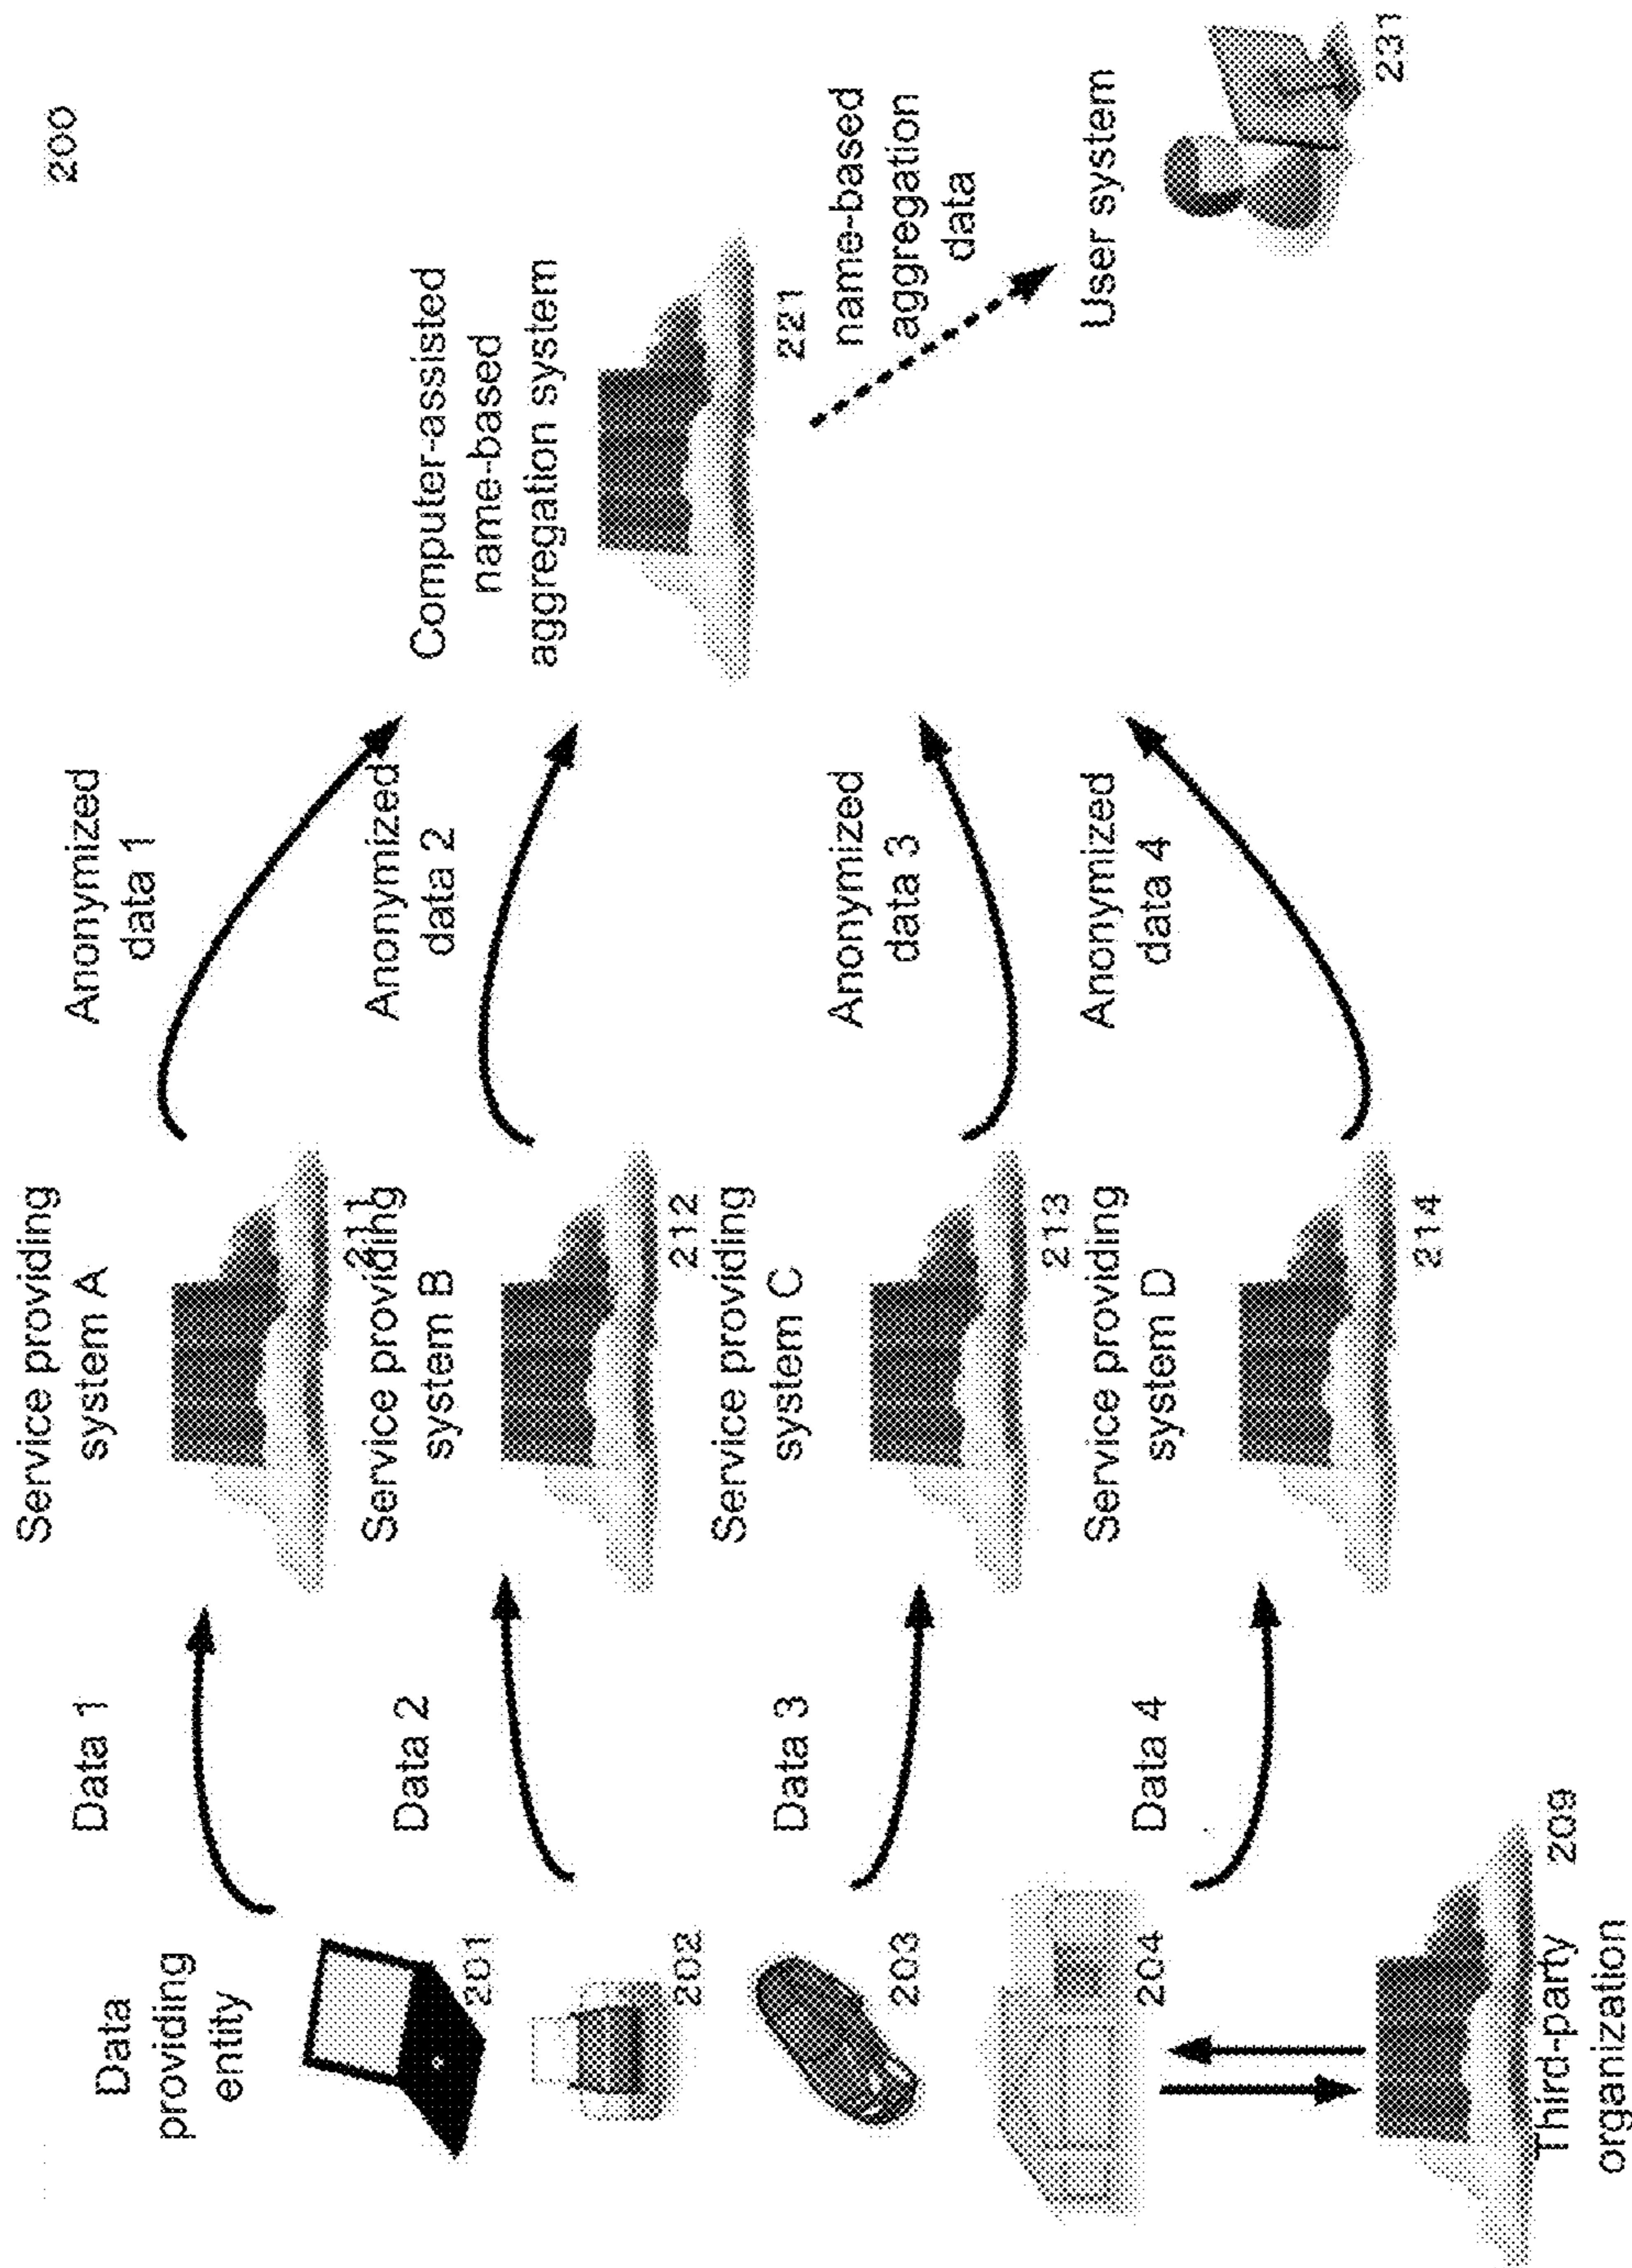 200
Data
providing
entity
201
202
203
204
Third-party
organization
209
Data 1
Data 2
Data 3
Data 4
Service providing
system A
211
Service providing
system B
212
Service providing
system C
213
Service providing
system D
214
Anonymized
data 1
Anonymized
data 2
Anonymized
data 3
Anonymized
data 4
Computer-assisted
name-based
aggregation system
221
name-based
aggregation
data
User system
231